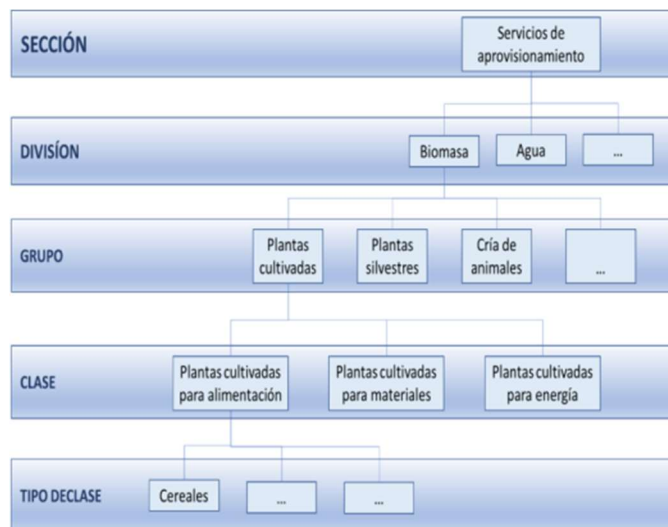 SECCIÓN
Servicios de
aprovisionamiento
DIVISÍON
Biomasa
Agua
...
GRUPO
Plantas
cultivadas
Plantas
silvestres
Cría de
animales
...
CLASE
Plantas cultivadas
para alimentación
Plantas cultivadas
para materiales
Plantas cultivadas
para energía
TIPO DECLASE
Cereales
...
...